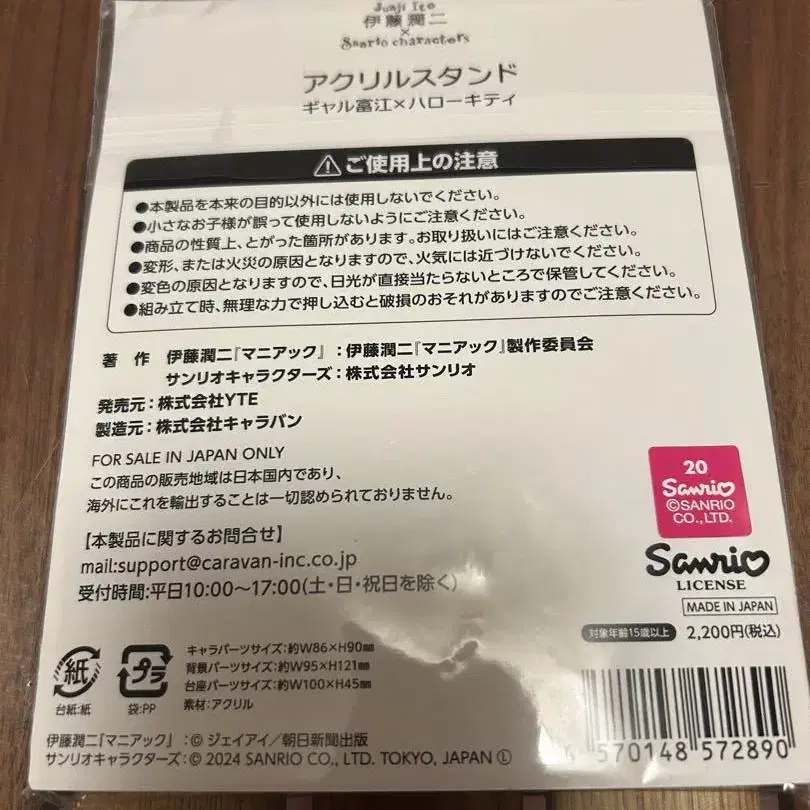 Junji Ito
伊藤潤二
×
Sanrio characters
アクリルスタンド
ギャル富江×ハローキティ
⚠ご使用上の注意
●本製品を本来の目的以外には使用しないでください。
●小さなお子様が誤って使用しないようにご注意ください。
●商品の性質上、とがった箇所があります。お取り扱いにはご注意ください。
●変形、または火災の原因となりますので、火気には近づけないでください。
●変色の原因となりますので、日光が直接当たらないところで保管してください。
●組み立て時、無理な力で押し込むと破損のおそれがありますのでご注意ください。
著 作 伊藤潤二『マニアック』:伊藤潤二『マニアック』製作委員会
サンリオキャラクターズ:株式会社サンリオ
発売元:株式会社YTE
製造元:株式会社キャラバン
FOR SALE IN JAPAN ONLY
この商品の販売地域は日本国内であり、
海外にこれを輸出することは一切認められておりません。
【本製品に関するお問合せ】
mail:support@caravan-inc.co.jp
受付時間:平日10:00～17:00(土・日・祝日を除く)
20
Sanrio
©SANRIO
CO.,LTD.
Sanrio
LICENSE
MADE IN JAPAN
対象年齢15歳以上 2,200円(税込)
紙
台紙:紙
プラ
袋:PP
キャラパーツサイズ:約W86×H90㎜
背景パーツサイズ:約W95×H121㎜
台座パーツサイズ:約W100×H45㎜
素材:アクリル
570148 572890
伊藤潤二『マニアック』:© ジェイアイ/朝日新聞出版
サンリオキャラクターズ:© 2024 SANRIO CO., LTD. TOKYO, JAPAN Ⓛ